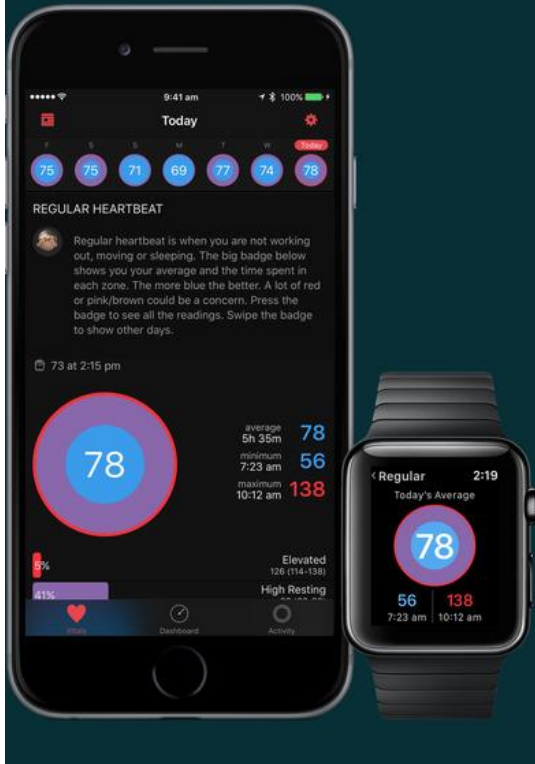 9:41 am
100%
Today
F S S M T W Today
75 75 71 69 77 74 78
REGULAR HEARTBEAT
Regular heartbeat is when you are not working
out, moving or sleeping. The big badge below
shows you your average and the time spent in
each zone. The more blue the better. A lot of red
or pink/brown could be a concern. Press the
badge to see all the readings. Swipe the badge
to show other days.
73 at 2:15 pm
78
average
5h 35m 78
minimum
7:23 am 56
maximum
10:12 am 138
5% Elevated
126 (114-138)
41% High Resting
Vitals Dashboard Activity
<Regular 2:19
Today's Average
78
56 138
7:23 am 10:12 am